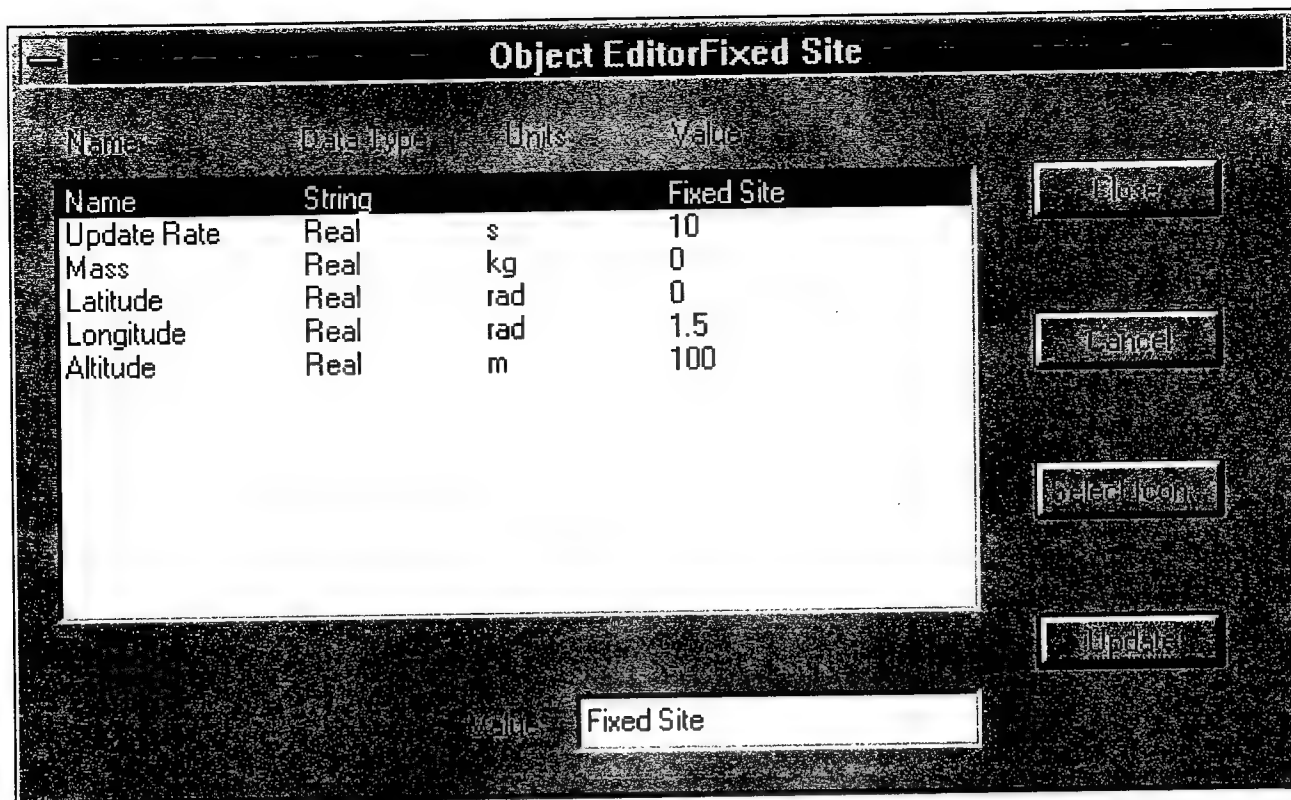 Object EditorFixed Site
Name Data Type Units Value
Name String Fixed Site
Update Rate Real s 10
Mass Real kg 0
Latitude Real rad 0
Longitude Real rad 1.5
Altitude Real m 100
Close
Cancel
Select Icon...
Update
Value Fixed Site